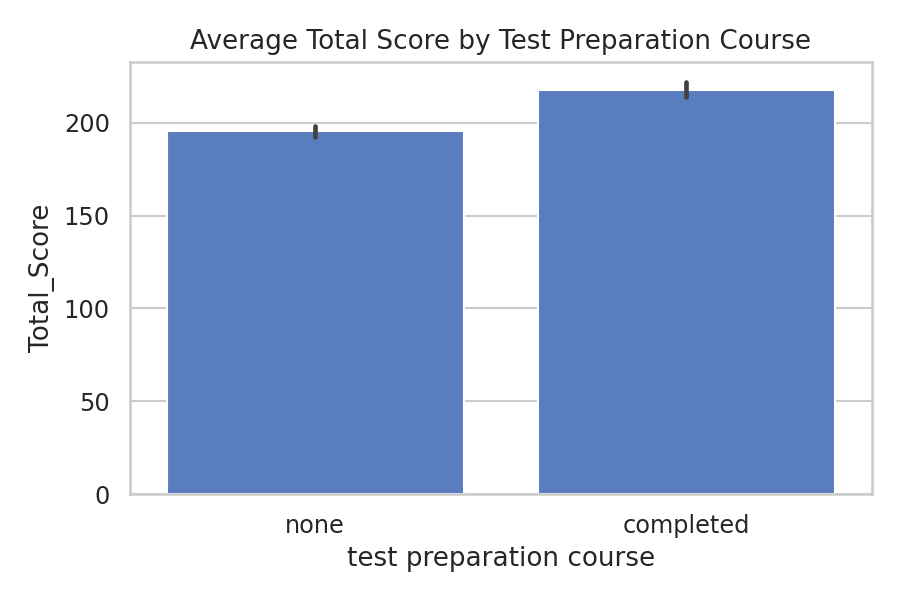 Average Total Score by Test Preparation Course
Total_Score
200
150
100
50
0
none
completed
test preparation course